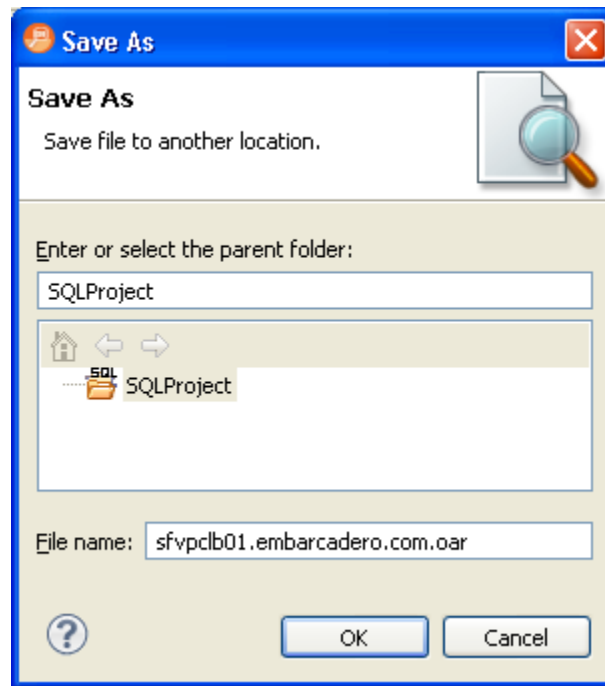 Save As
Save As
Save file to another location.
Enter or select the parent folder:
SQLProject
SQL
SQLProject
File name: sfvpclb01.embarcadero.com.oar
? OK Cancel